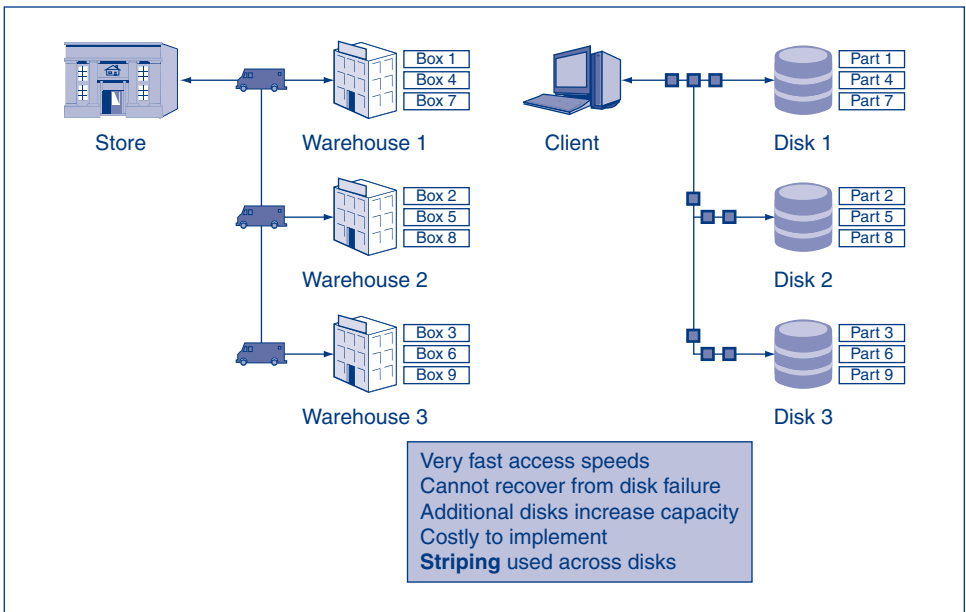 Box 1
Box 4
Box 7
Part 1
Part 4
Part 7
Store
Warehouse 1
Client
Disk 1
Box 2
Box 5
Box 8
Part 2
Part 5
Part 8
Warehouse 2
Disk 2
Box 3
Box 6
Box 9
Part 3
Part 6
Part 9
Warehouse 3
Disk 3
Very fast access speeds
Cannot recover from disk failure
Additional disks increase capacity
Costly to implement
Striping used across disks